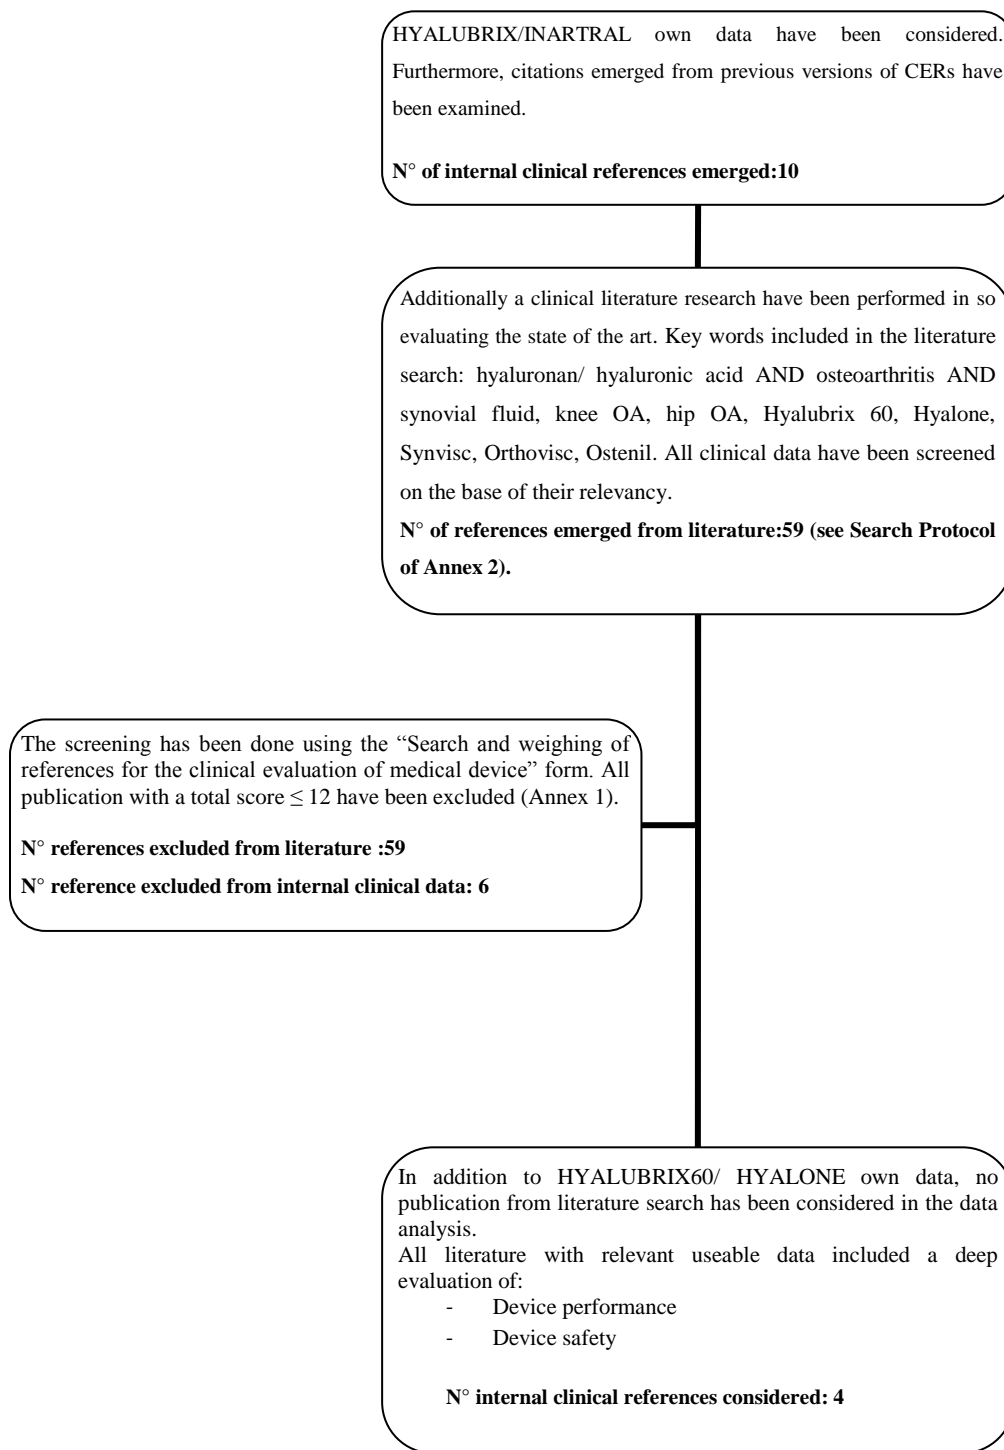 HYALUBRIX/INARTRAL own data have been considered.
Furthermore, citations emerged from previous versions of CERs have
been examined.
N° of internal clinical references emerged:10
Additionally a clinical literature research have been performed in so
evaluating the state of the art. Key words included in the literature
search: hyaluronan/ hyaluronic acid AND osteoarthritis AND
synovial fluid, knee OA, hip OA, Hyalubrix 60, Hyalone,
Synvisc, Orthovisc, Ostenil. All clinical data have been screened
on the base of their relevancy.
N° of references emerged from literature:59 (see Search Protocol
of Annex 2).
The screening has been done using the “Search and weighing of
references for the clinical evaluation of medical device” form. All
publication with a total score ≤ 12 have been excluded (Annex 1).
N° references excluded from literature :59
N° reference excluded from internal clinical data: 6
In addition to HYALUBRIX60/ HYALONE own data, no
publication from literature search has been considered in the data
analysis.
All literature with relevant useable data included a deep
evaluation of:
- Device performance
- Device safety
N° internal clinical references considered: 4